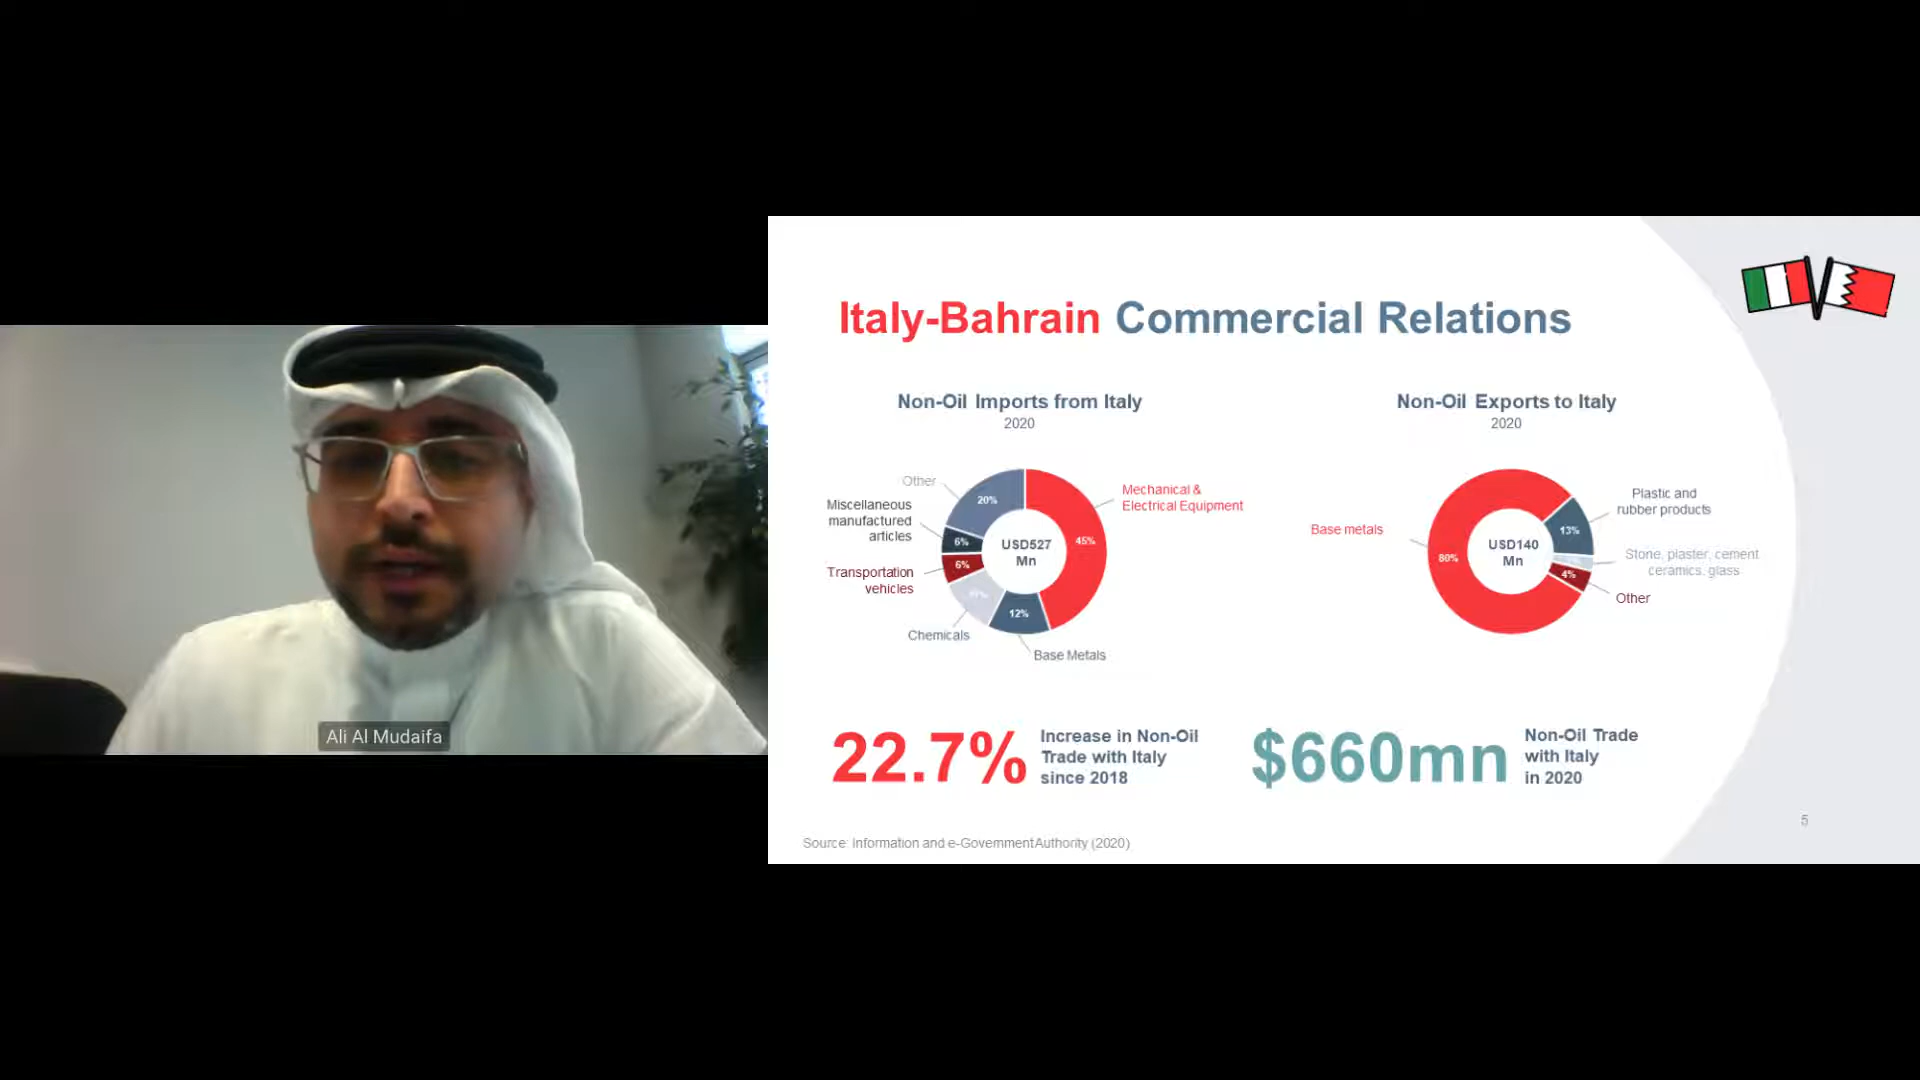 Italy-Bahrain Commercial Relations
Non-Oil Imports from Italy
2020
Other
Miscellaneous
manufactured
articles
Transportation
vehicles
Chemicals
Base Metals
Mechanical &
Electrical Equipment
20%
6%
6%
12%
45%
USD527
Mn
Non-Oil Exports to Italy
2020
Base metals
Plastic and
rubber products
Stone, plaster, cement
ceramics, glass
Other
80%
13%
4%
USD140
Mn
22.7%
Increase in Non-Oil
Trade with Italy
since 2018
$660mn
Non-Oil Trade
with Italy
in 2020
Source: Information and e-Government Authority (2020)
5
Ali Al Mudaifa